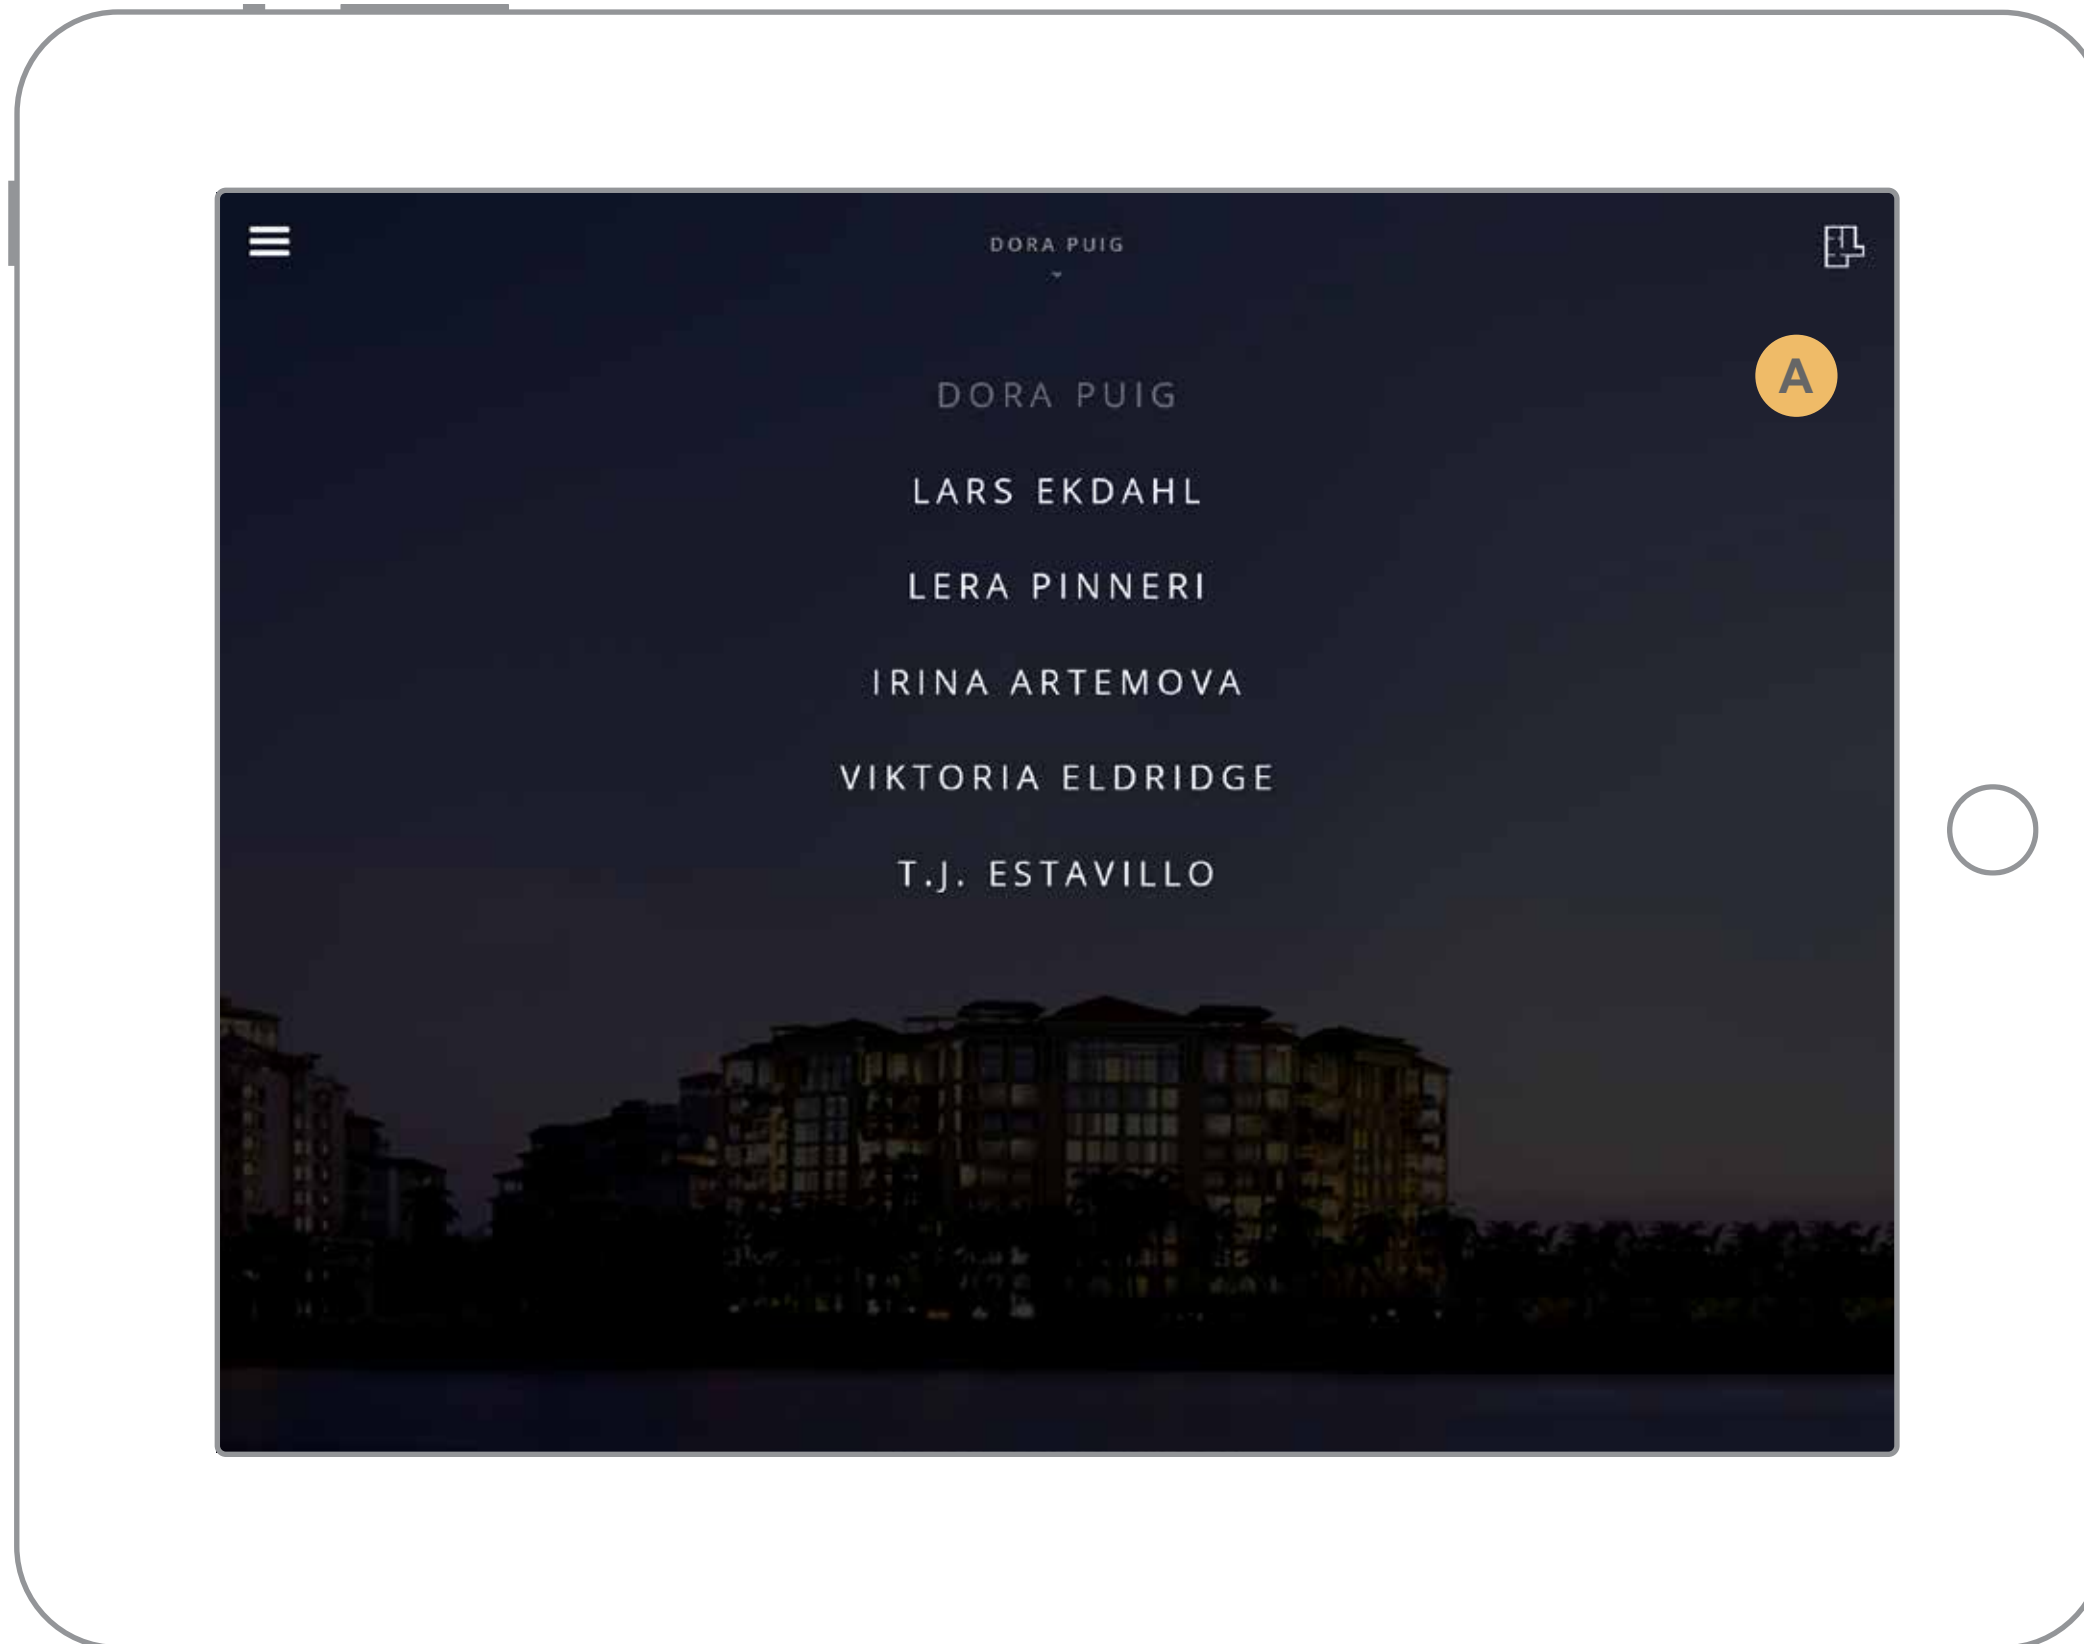 DORA PUIG
DORA PUIG
A
LARS EKDAHL
LERA PINNERI
IRINA ARTEMOVA
VIKTORIA ELDRIDGE
T.J. ESTAVILLO